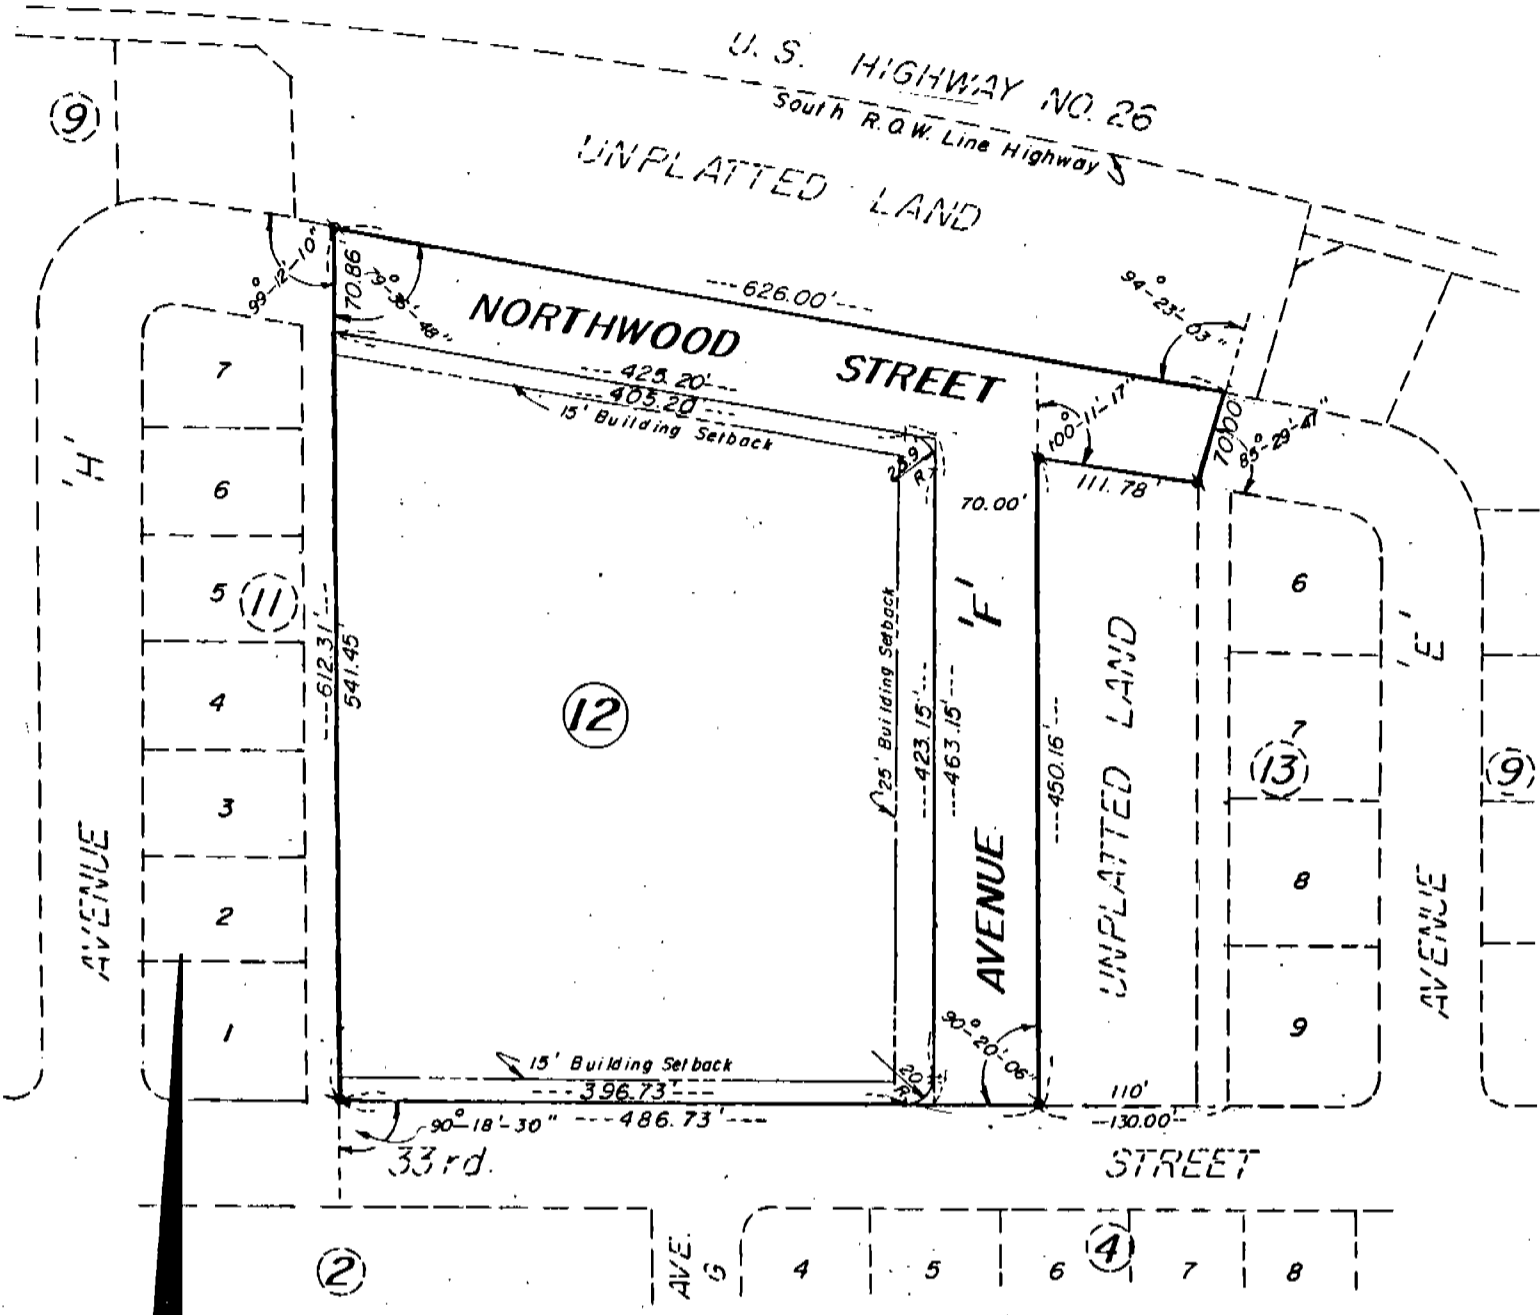 U. S. HIGHWAY NO. 26
South R.O.W. Line Highway
UNPLATTED LAND
9
99°-12'-10"
70.86'
---626.00'---
94°-23'-03"
NORTHWOOD STREET
---425.20'---
---405.20'---
15' Building Setback
100°-11'-17"
70.00'
85°-29'-47"
111.78'
25.9
R
70.00'
'H'
AVENUE
7
6
5
11
4
3
2
1
---612.31'---
541.45'
12
25' Building Setback
---423.15'---
---463.15'---
'F'
AVENUE
---450.16'---
UNPLATTED LAND
6
7
13
8
9
'E'
AVENUE
9
15' Building Setback
---396.73'---
---486.73'---
90°-18'-30"
20'
R
90°-20'-06"
110'
--130.00'--
33rd. STREET
2
AVE. G
4
5
6
4
7
8